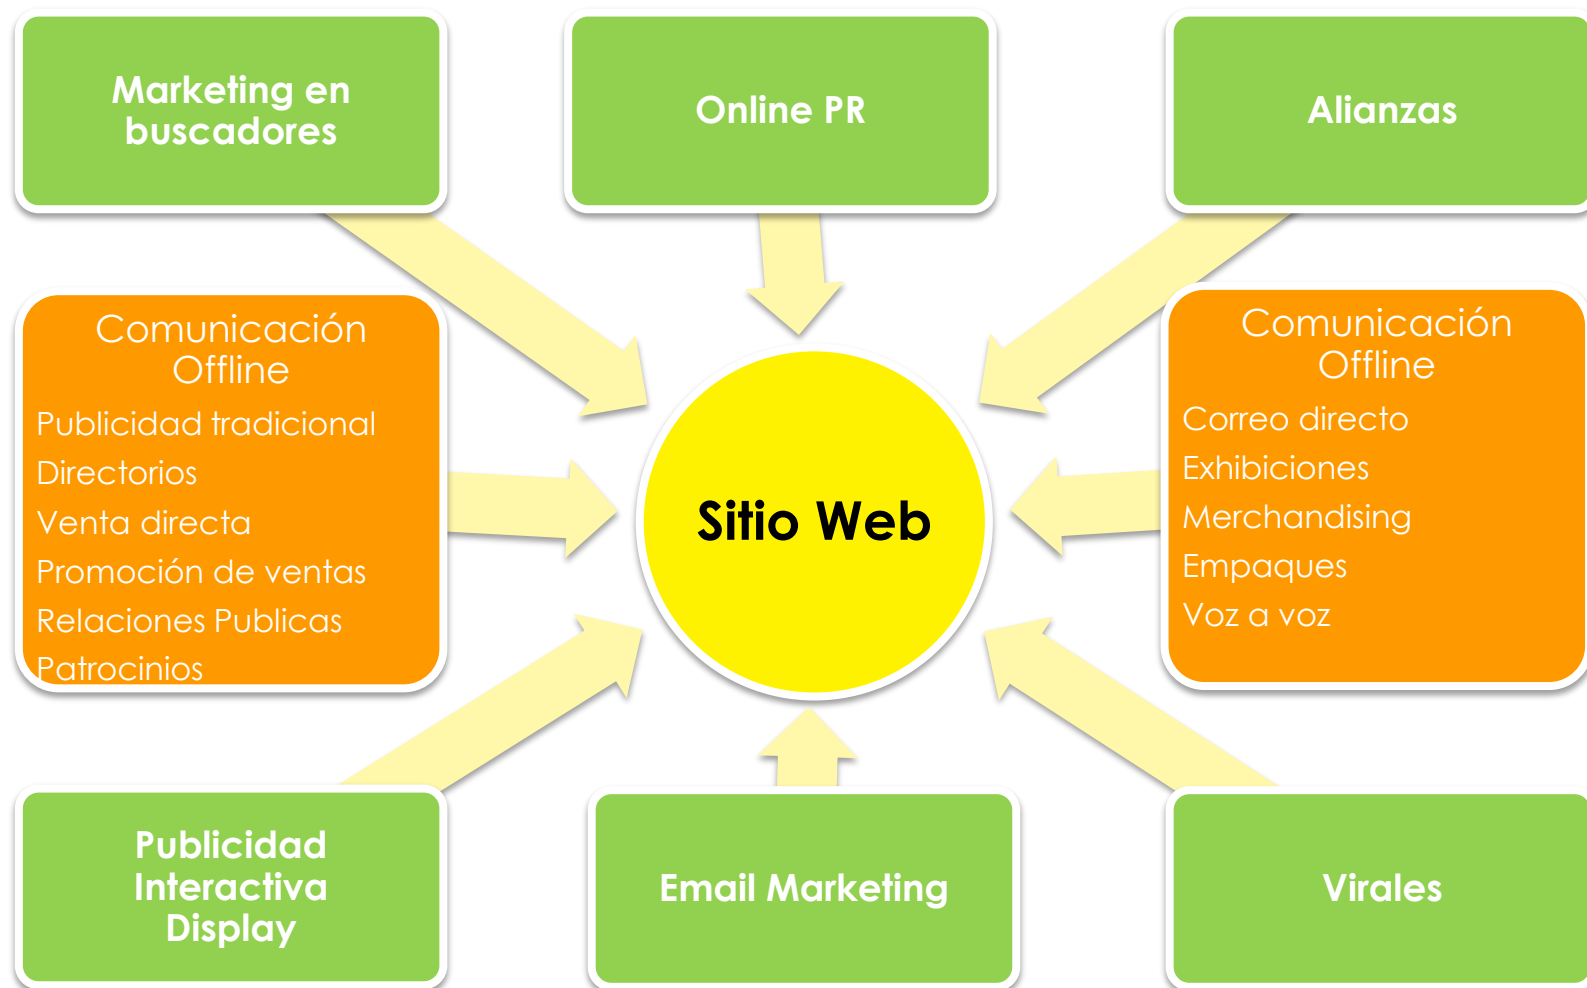 Marketing en
buscadores
Online PR
Alianzas
Comunicación
Offline
Publicidad tradicional
Directorios
Venta directa
Promoción de ventas
Relaciones Publicas
Patrocinios
Sitio Web
Comunicación
Offline
Correo directo
Exhibiciones
Merchandising
Empaques
Voz a voz
Publicidad
Interactiva
Display
Email Marketing
Virales